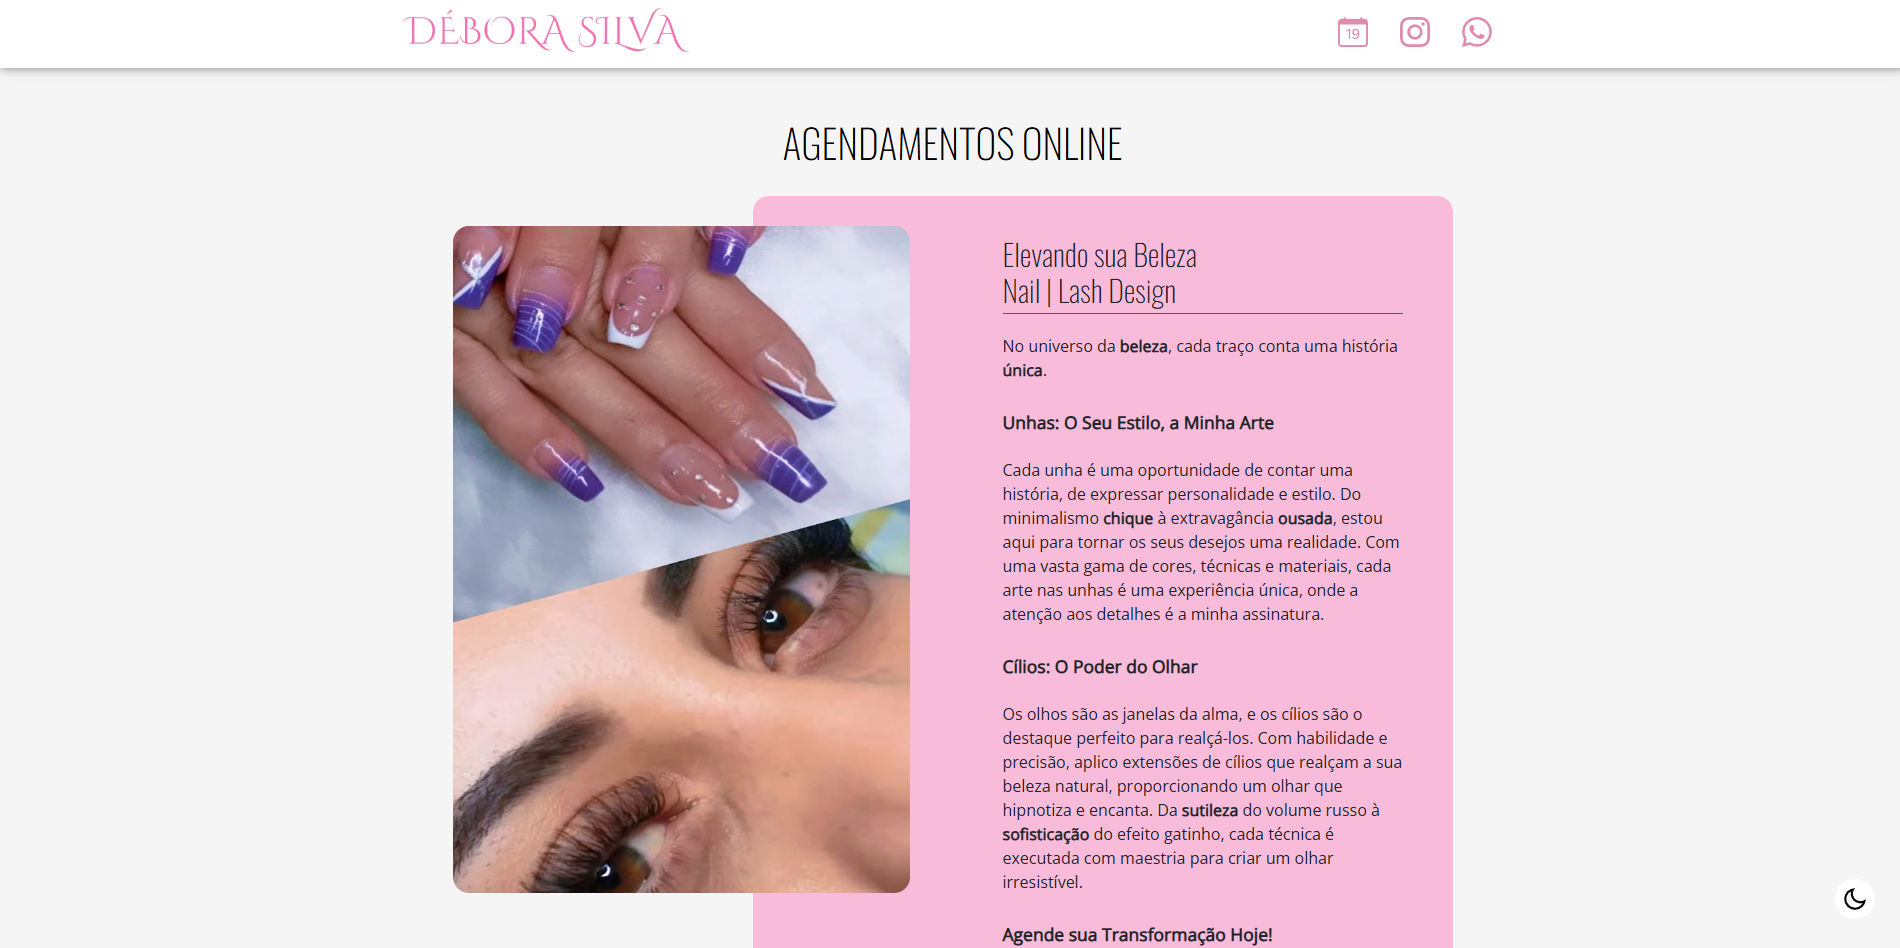 DÉBORA SILVA
19
AGENDAMENTOS ONLINE
Elevando sua Beleza
Nail | Lash Design
No universo da beleza, cada traço conta uma história
única.
Unhas: O Seu Estilo, a Minha Arte
Cada unha é uma oportunidade de contar uma
história, de expressar personalidade e estilo. Do
minimalismo chique à extravagância ousada, estou
aqui para tornar os seus desejos uma realidade. Com
uma vasta gama de cores, técnicas e materiais, cada
arte nas unhas é uma experiência única, onde a
atenção aos detalhes é a minha assinatura.
Cílios: O Poder do Olhar
Os olhos são as janelas da alma, e os cílios são o
destaque perfeito para realçá-los. Com habilidade e
precisão, aplico extensões de cílios que realçam a sua
beleza natural, proporcionando um olhar que
hipnotiza e encanta. Da sutileza do volume russo à
sofisticação do efeito gatinho, cada técnica é
executada com maestria para criar um olhar
irresistível.
Agende sua Transformação Hoje!